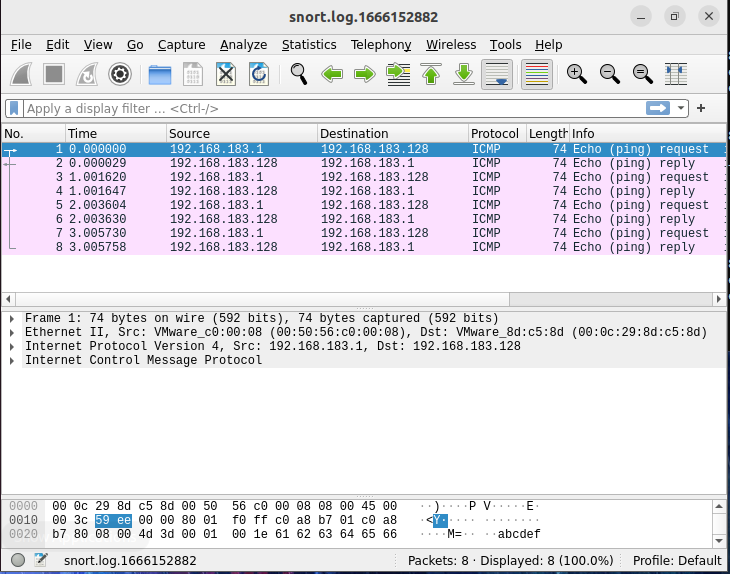 snort.log.1666152882
File Edit View Go Capture Analyze Statistics Telephony Wireless Tools Help
Apply a display filter … <Ctrl-/>
No. Time Source Destination Protocol Length Info
1 0.000000 192.168.183.1 192.168.183.128 ICMP 74 Echo (ping) request
2 0.000029 192.168.183.128 192.168.183.1 ICMP 74 Echo (ping) reply
3 1.001620 192.168.183.1 192.168.183.128 ICMP 74 Echo (ping) request
4 1.001647 192.168.183.128 192.168.183.1 ICMP 74 Echo (ping) reply
5 2.003604 192.168.183.1 192.168.183.128 ICMP 74 Echo (ping) request
6 2.003630 192.168.183.128 192.168.183.1 ICMP 74 Echo (ping) reply
7 3.005730 192.168.183.1 192.168.183.128 ICMP 74 Echo (ping) request
8 3.005758 192.168.183.128 192.168.183.1 ICMP 74 Echo (ping) reply
Frame 1: 74 bytes on wire (592 bits), 74 bytes captured (592 bits)
Ethernet II, Src: VMware_c0:00:08 (00:50:56:c0:00:08), Dst: VMware_8d:c5:8d (00:0c:29:8d:c5:8d)
Internet Protocol Version 4, Src: 192.168.183.1, Dst: 192.168.183.128
Internet Control Message Protocol
0000 00 0c 29 8d c5 8d 00 50 56 c0 00 08 08 00 45 00 ··)····P V·····E·
0010 00 3c 59 ee 00 00 80 01 f0 ff c0 a8 b7 01 c0 a8 ·<Y····· ········
0020 b7 80 08 00 4d 3d 00 01 00 1e 61 62 63 64 65 66 ····M=·· ··abcdef
snort.log.1666152882 Packets: 8 · Displayed: 8 (100.0%) Profile: Default